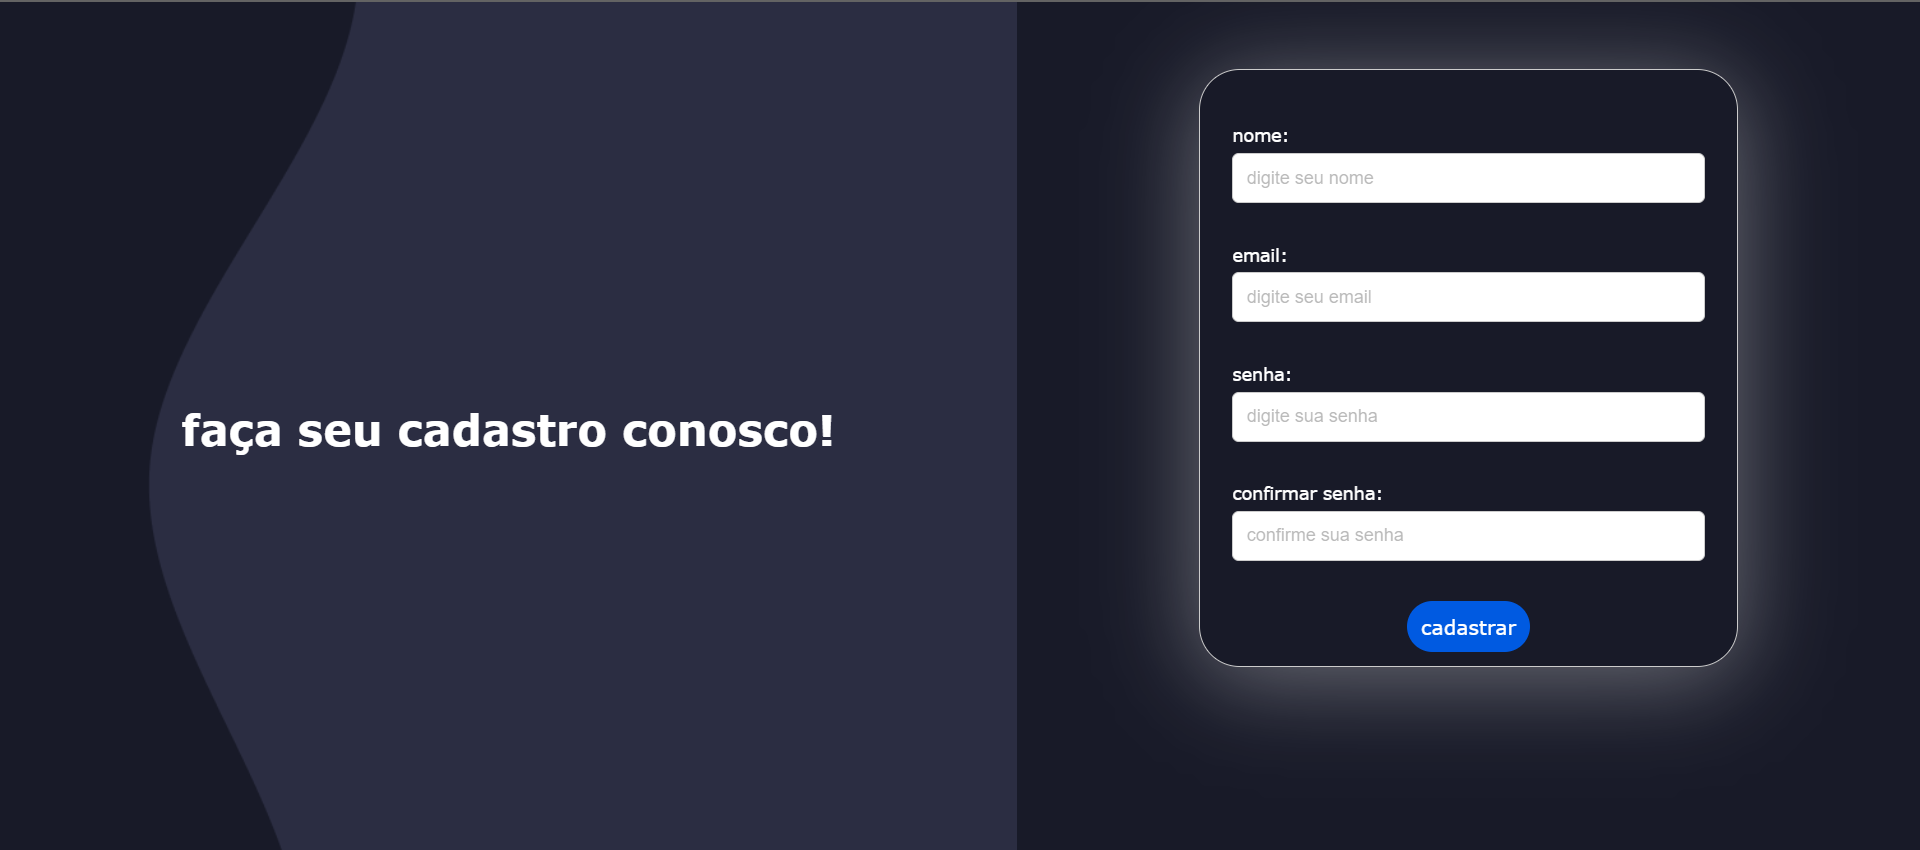 faça seu cadastro conosco!
nome:
digite seu nome
email:
digite seu email
senha:
digite sua senha
confirmar senha:
confirme sua senha
cadastrar